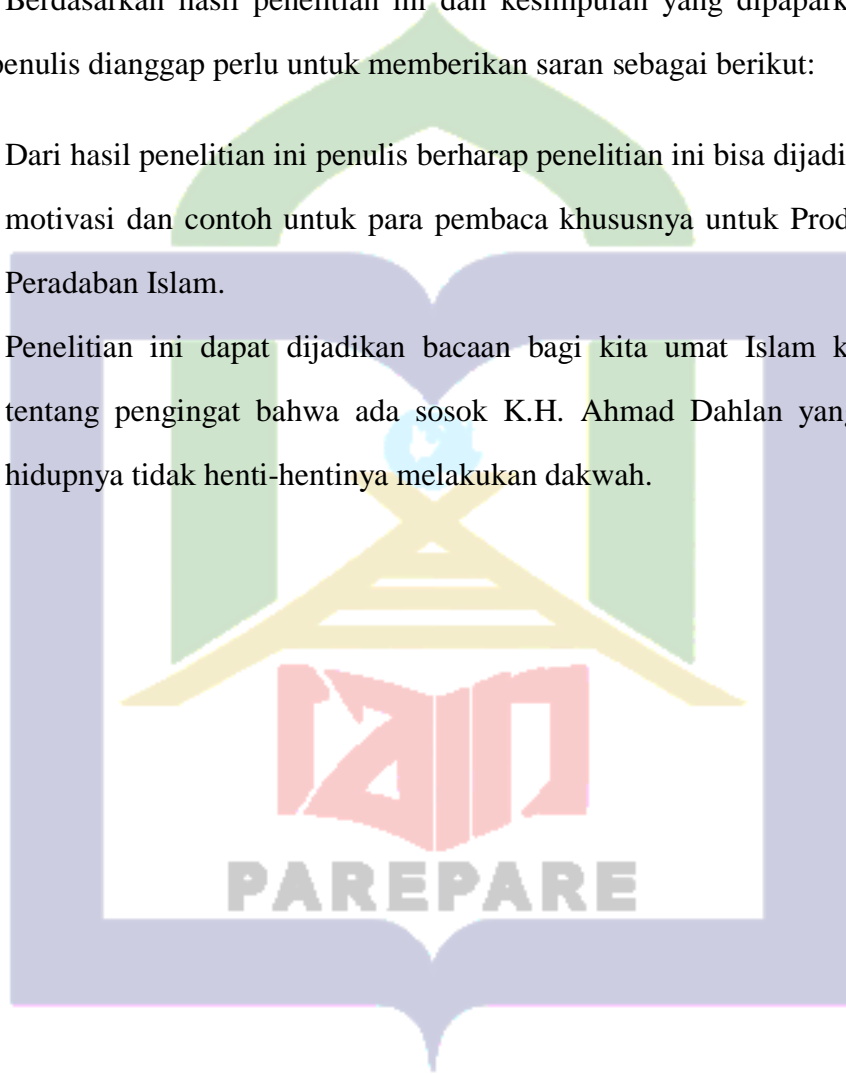 Berdasarkan hasil penelitian ini dan kesimpulan yang dipapark
penulis dianggap perlu untuk memberikan saran sebagai berikut:
Dari hasil penelitian ini penulis berharap penelitian ini bisa dijadi
motivasi dan contoh untuk para pembaca khususnya untuk Prod
Peradaban Islam.
Penelitian ini dapat dijadikan bacaan bagi kita umat Islam k
tentang pengingat bahwa ada sosok K.H. Ahmad Dahlan yang
hidupnya tidak henti-hentinya melakukan dakwah.
iain
PAREPARE